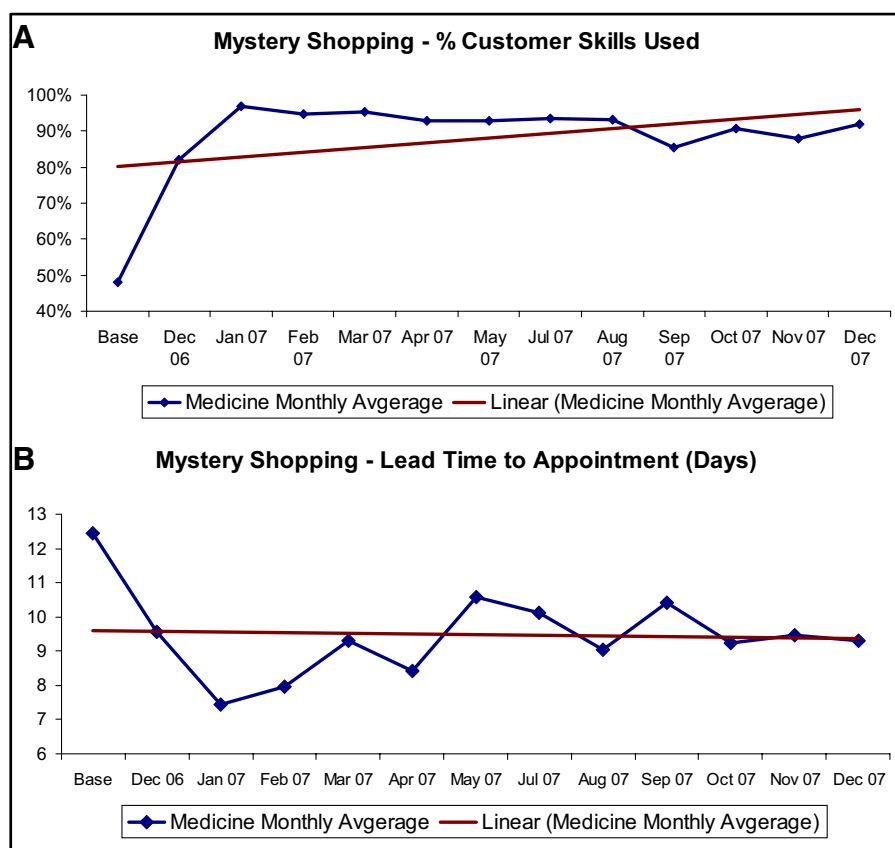 A
Mystery Shopping - % Customer Skills Used
100%
90%
80%
70%
60%
50%
40%
Base Dec 06 Jan 07 Feb 07 Mar 07 Apr 07 May 07 Jul 07 Aug 07 Sep 07 Oct 07 Nov 07 Dec 07
Medicine Monthly Avgerage Linear (Medicine Monthly Avgerage)
B
Mystery Shopping - Lead Time to Appointment (Days)
13
12
11
10
9
8
7
6
Base Dec 06 Jan 07 Feb 07 Mar 07 Apr 07 May 07 Jul 07 Aug 07 Sep 07 Oct 07 Nov 07 Dec 07
Medicine Monthly Avgerage Linear (Medicine Monthly Avgerage)